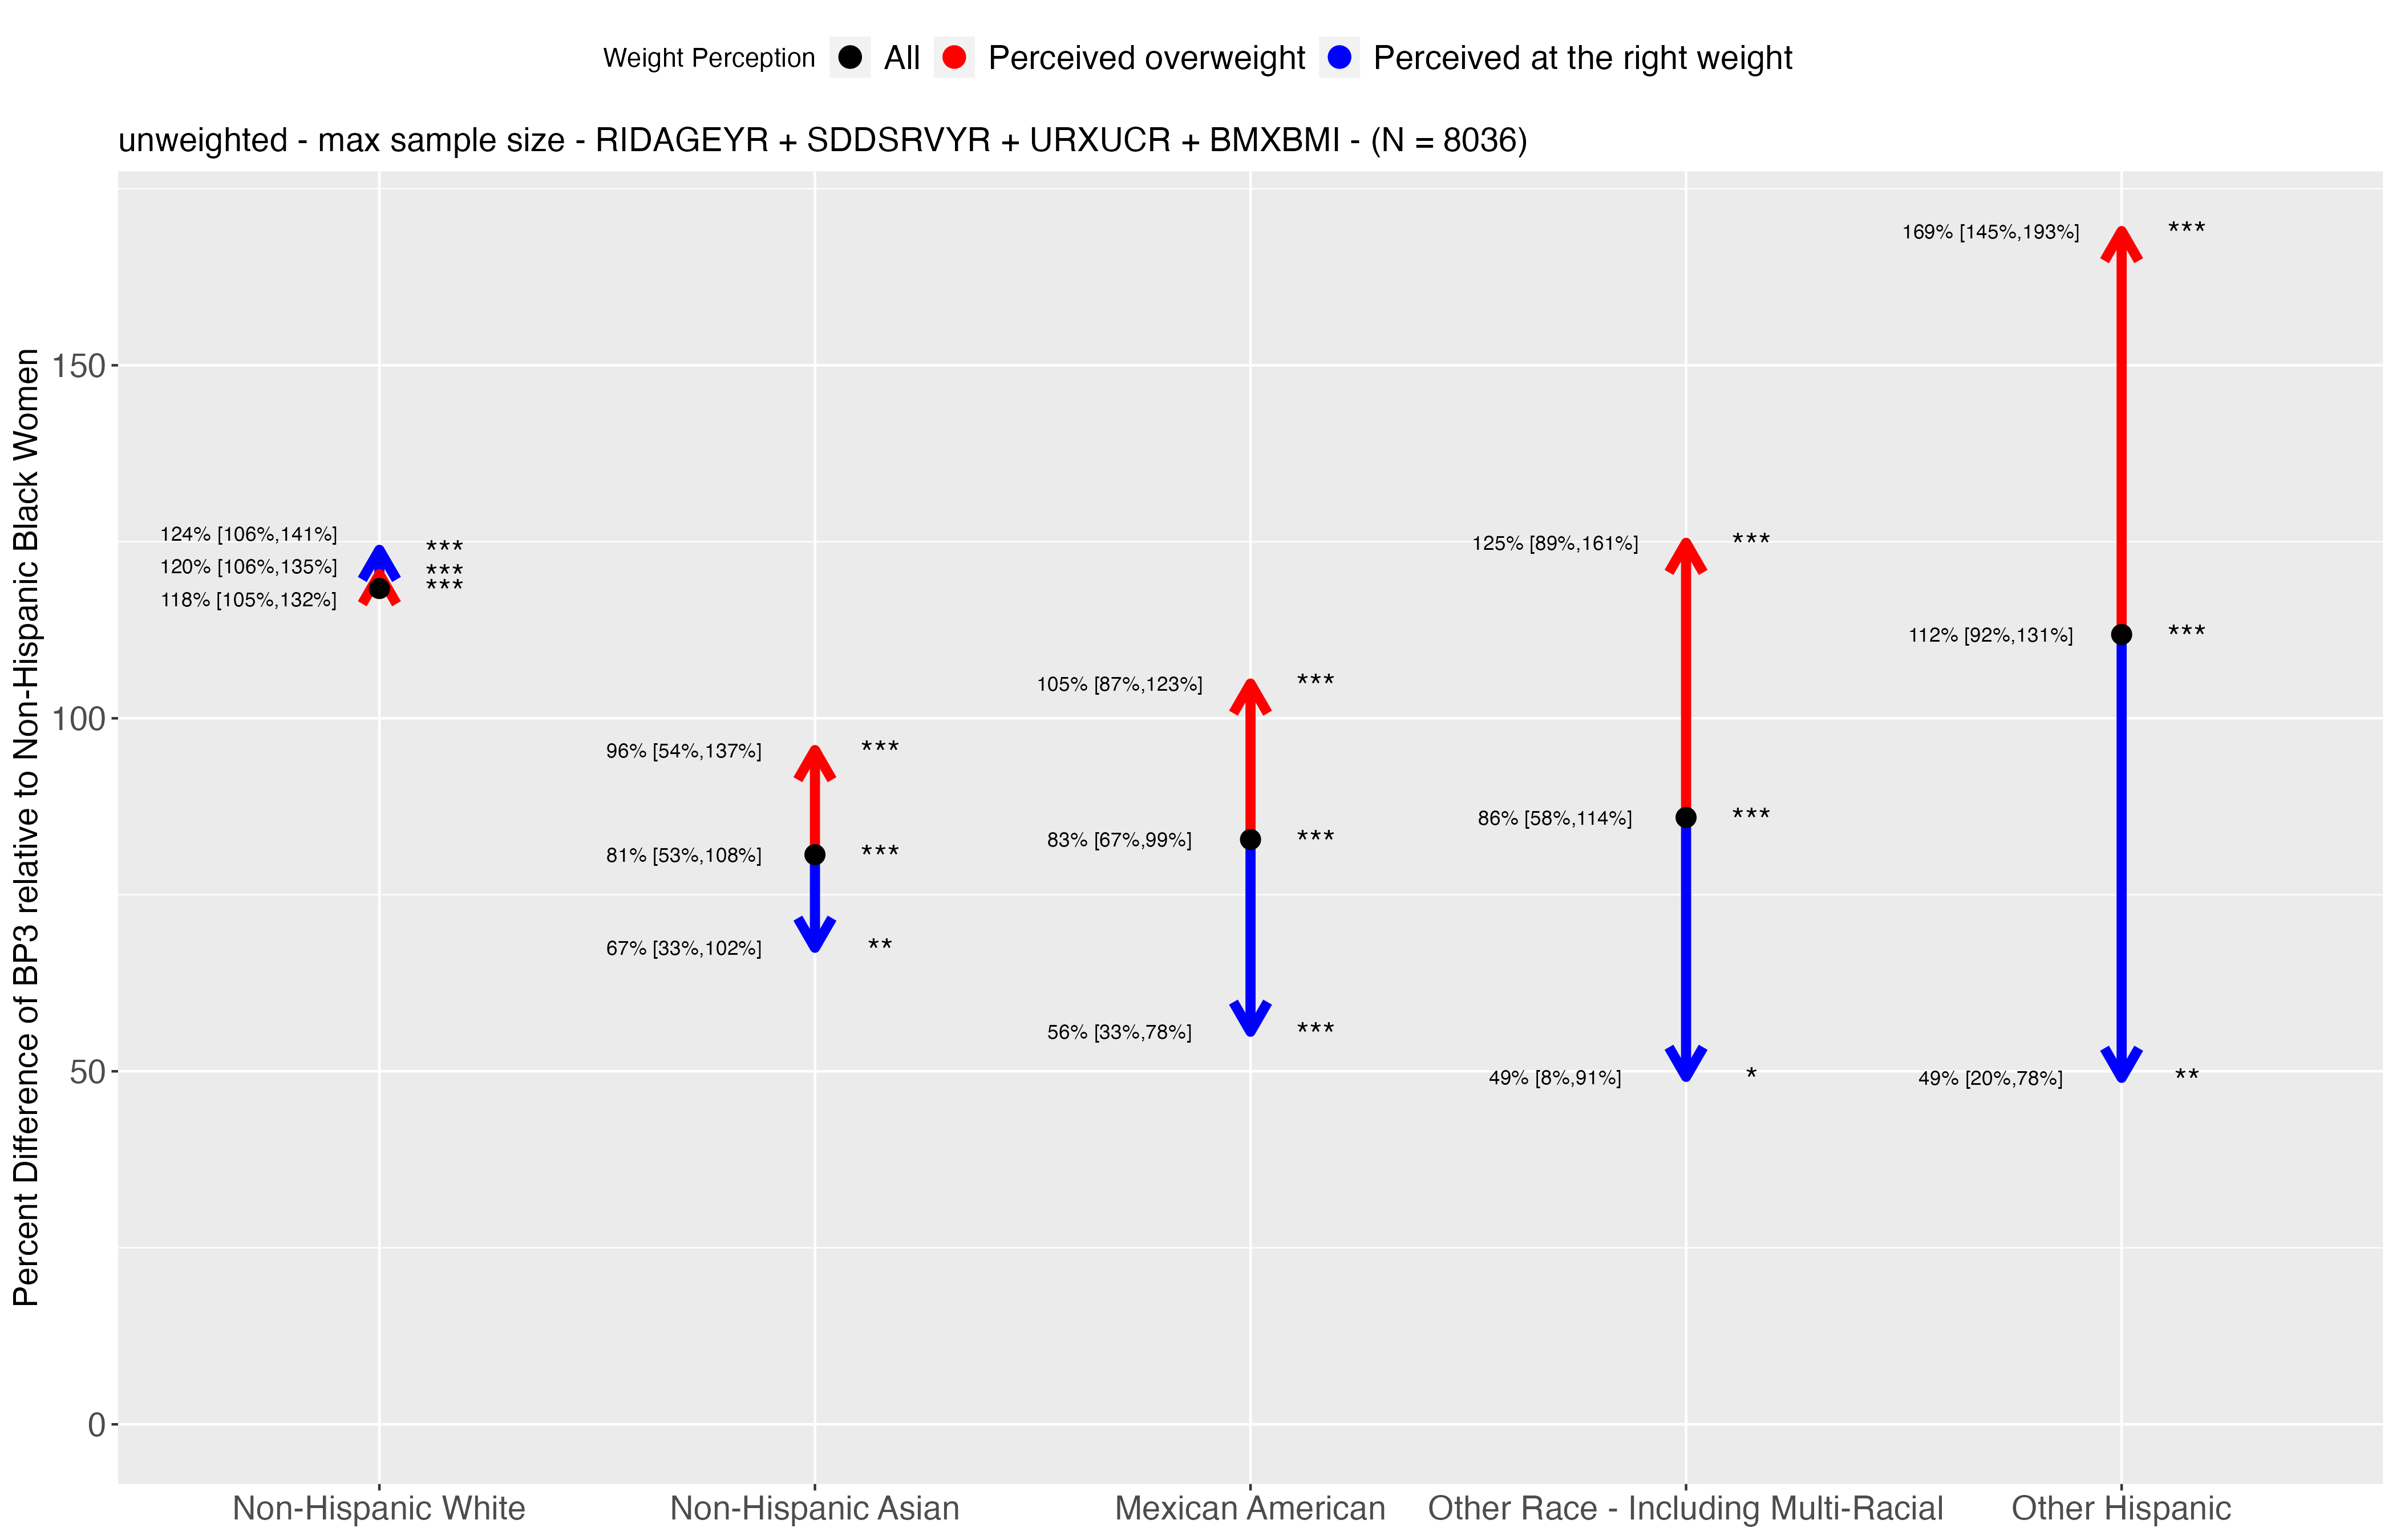 Weight Perception All Perceived overweight Perceived at the right weight
unweighted - max sample size - RIDAGEYR + SDDSRVYR + URXUCR + BMXBMI - (N = 8036)
Percent Difference of BP3 relative to Non-Hispanic Black Women
150
100
50
0
124% [106%,141%] ***
120% [106%,135%] ***
118% [105%,132%] ***
96% [54%,137%] ***
81% [53%,108%] ***
67% [33%,102%] **
105% [87%,123%] ***
83% [67%,99%] ***
56% [33%,78%] ***
125% [89%,161%] ***
86% [58%,114%] ***
49% [8%,91%] *
169% [145%,193%] ***
112% [92%,131%] ***
49% [20%,78%] **
Non-Hispanic White
Non-Hispanic Asian
Mexican American
Other Race - Including Multi-Racial
Other Hispanic